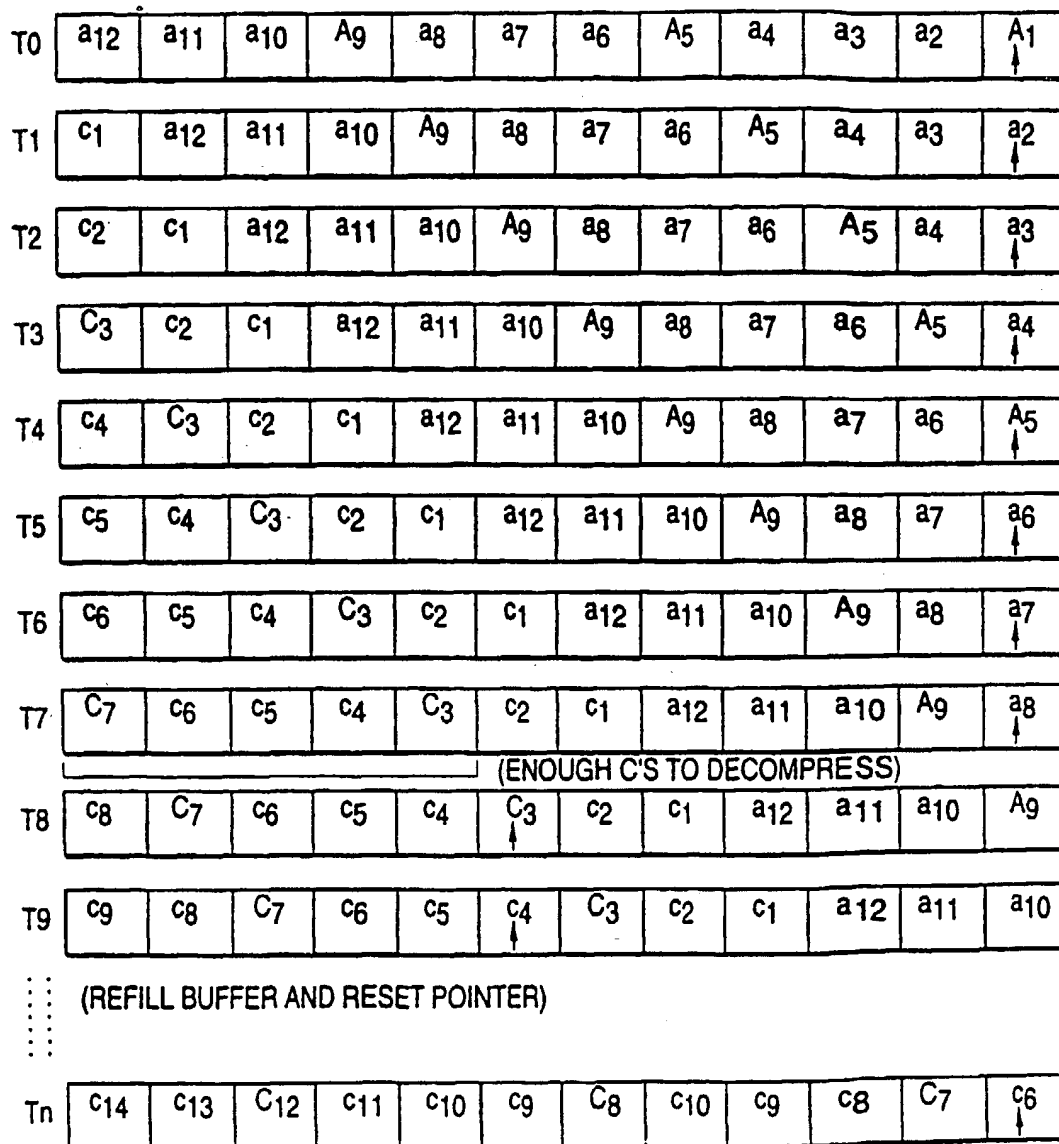 T0 a12 a11 a10 A9 a8 a7 a6 A5 a4 a3 a2 A1
T1 c1 a12 a11 a10 A9 a8 a7 a6 A5 a4 a3 a2
T2 c2 c1 a12 a11 a10 A9 a8 a7 a6 A5 a4 a3
T3 C3 c2 c1 a12 a11 a10 A9 a8 a7 a6 A5 a4
T4 c4 C3 c2 c1 a12 a11 a10 A9 a8 a7 a6 A5
T5 c5 c4 C3 c2 c1 a12 a11 a10 A9 a8 a7 a6
T6 c6 c5 c4 C3 c2 c1 a12 a11 a10 A9 a8 a7
T7 C7 c6 c5 c4 C3 c2 c1 a12 a11 a10 A9 a8
(ENOUGH C'S TO DECOMPRESS)
T8 c8 C7 c6 c5 c4 C3 c2 c1 a12 a11 a10 A9
T9 c9 c8 C7 c6 c5 c4 C3 c2 c1 a12 a11 a10
(REFILL BUFFER AND RESET POINTER)
Tn c14 c13 C12 c11 c10 c9 C8 c10 c9 c8 C7 c6